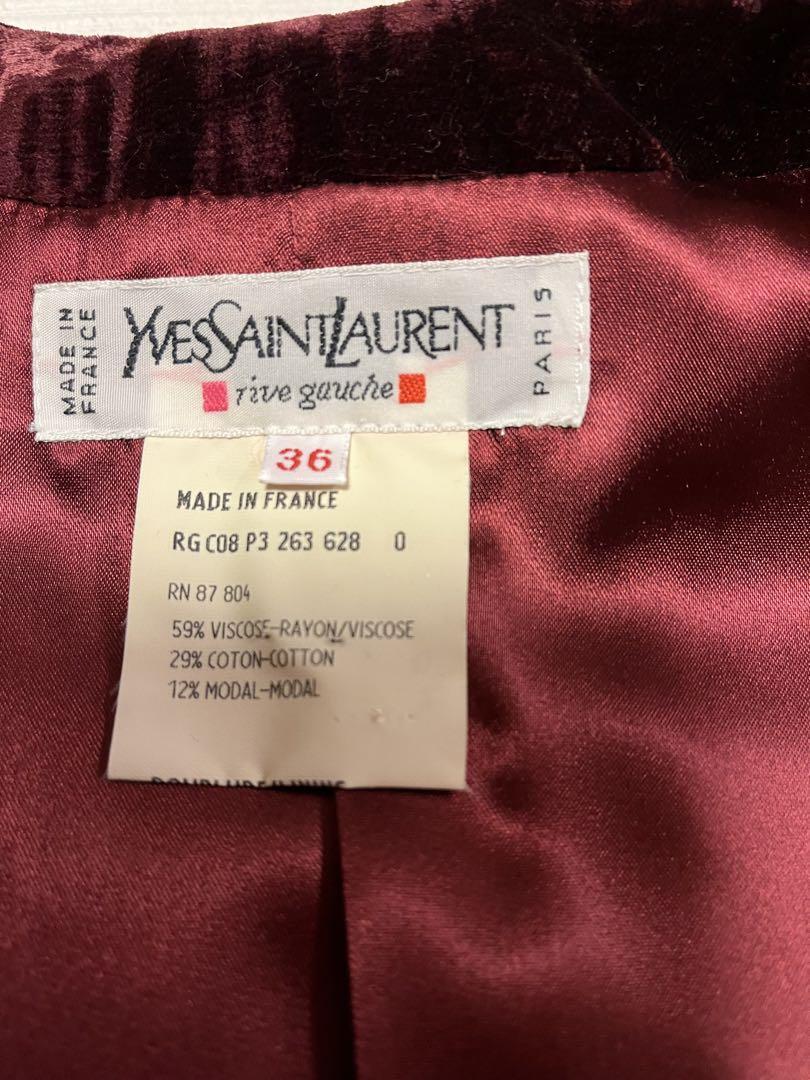 MADE IN
FRANCE
YVES SAINT LAURENT
PARIS
rive gauche
36
MADE IN FRANCE
RG C08 P3 263 628 0
RN 87 804
59% VISCOSE-RAYON/VISCOSE
29% COTON-COTTON
12% MODAL-MODAL